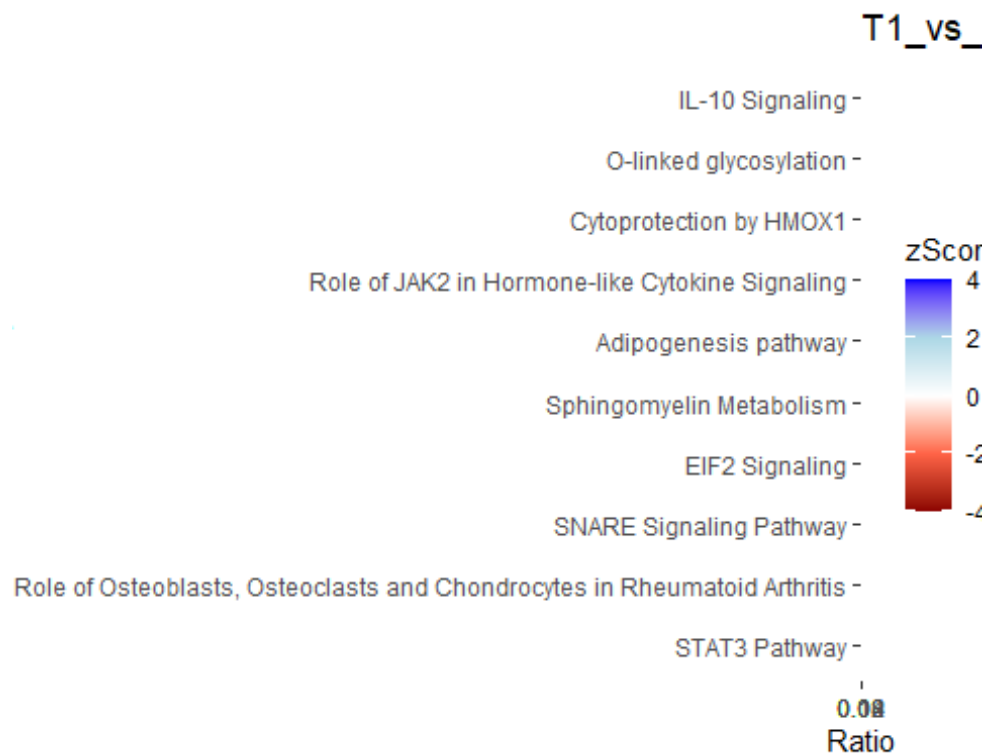 T1_vs_
IL-10 Signaling
O-linked glycosylation
Cytoprotection by HMOX1
zScor
Role of JAK2 in Hormone-like Cytokine Signaling
4
2
Adipogenesis pathway
0
Sphingomyelin Metabolism
-2
EIF2 Signaling
-4
SNARE Signaling Pathway
Role of Osteoblasts, Osteoclasts and Chondrocytes in Rheumatoid Arthritis
STAT3 Pathway
Ratio